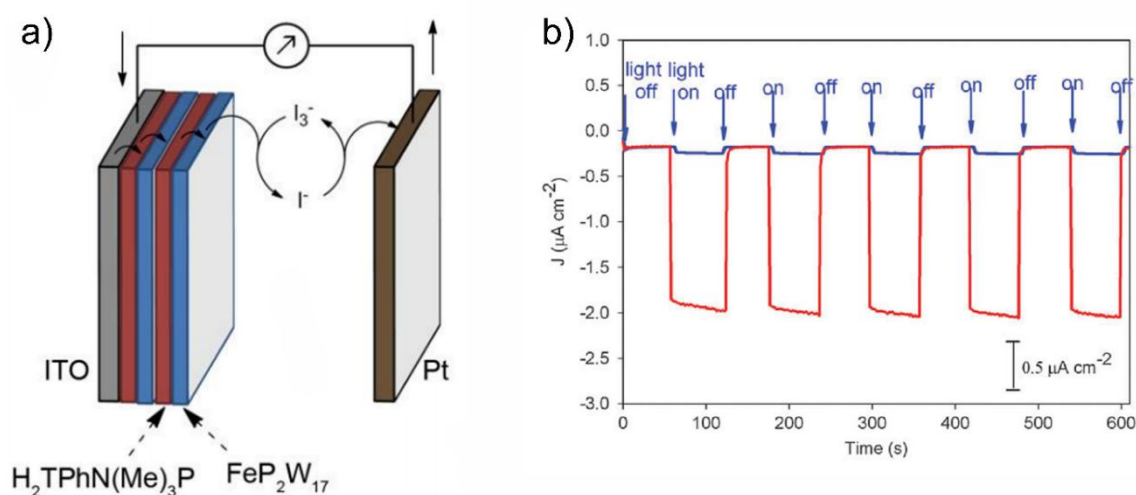 a)
I₃⁻
I⁻
ITO
Pt
H₂TPhN(Me)₃P
FeP₂W₁₇
b)
1.0
0.5
0.0
-0.5
-1.0
-1.5
-2.0
-2.5
-3.0
J (µA cm⁻²)
light off
light on
off
on
off
on
off
on
off
on
off
0.5 µA cm⁻²
0
100
200
300
400
500
600
Time (s)